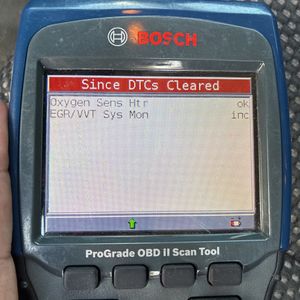 BOSCH
Since DTCs Cleared
Oxygen Sens Htr ok
EGR/VVT Sys Mon inc
ProGrade OBD II Scan Tool